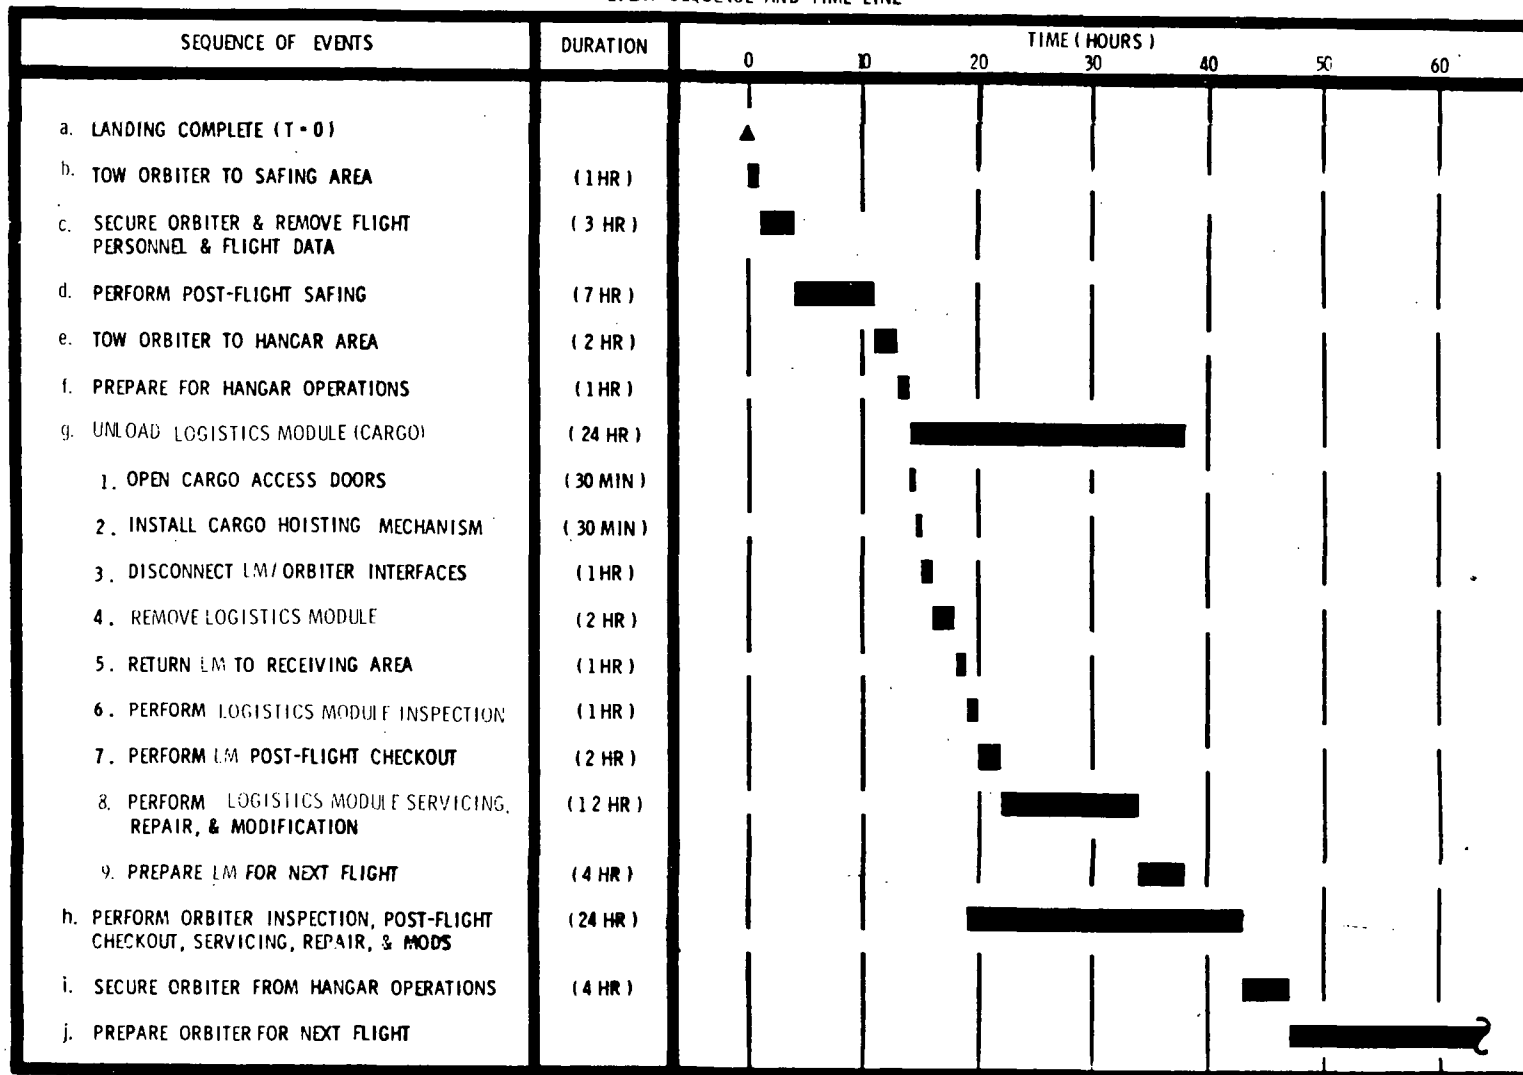 SEQUENCE OF EVENTS DURATION TIME (HOURS)
0 10 20 30 40 50 60
a. LANDING COMPLETE (T = 0)
b. TOW ORBITER TO SAFING AREA (1 HR)
c. SECURE ORBITER & REMOVE FLIGHT (3 HR)
PERSONNEL & FLIGHT DATA
d. PERFORM POST-FLIGHT SAFING (7 HR)
e. TOW ORBITER TO HANGAR AREA (2 HR)
f. PREPARE FOR HANGAR OPERATIONS (1 HR)
g. UNLOAD LOGISTICS MODULE (CARGO) (24 HR)
1. OPEN CARGO ACCESS DOORS (30 MIN)
2. INSTALL CARGO HOISTING MECHANISM (30 MIN)
3. DISCONNECT LM/ORBITER INTERFACES (1 HR)
4. REMOVE LOGISTICS MODULE (2 HR)
5. RETURN LM TO RECEIVING AREA (1 HR)
6. PERFORM LOGISTICS MODULE INSPECTION (1 HR)
7. PERFORM LM POST-FLIGHT CHECKOUT (2 HR)
8. PERFORM LOGISTICS MODULE SERVICING, (12 HR)
REPAIR, & MODIFICATION
9. PREPARE LM FOR NEXT FLIGHT (4 HR)
h. PERFORM ORBITER INSPECTION, POST-FLIGHT (24 HR)
CHECKOUT, SERVICING, REPAIR, & MODS
i. SECURE ORBITER FROM HANGAR OPERATIONS (4 HR)
j. PREPARE ORBITER FOR NEXT FLIGHT